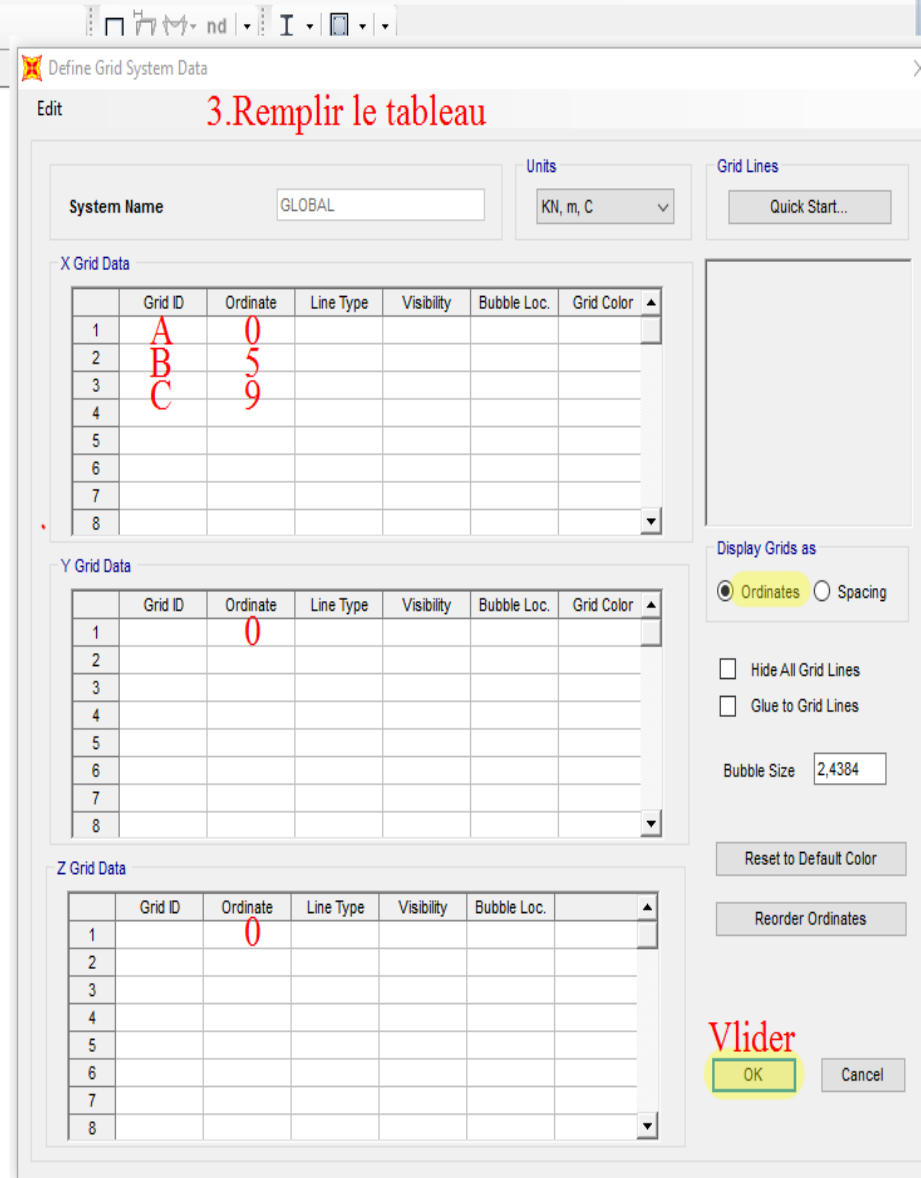 nd
Define Grid System Data
Edit
3.Remplir le tableau
System Name
GLOBAL
Units
KN, m, C
Grid Lines
Quick Start...
X Grid Data
Grid ID Ordinate Line Type Visibility Bubble Loc. Grid Color
1 A 0
2 B 5
3 C 9
4
5
6
7
8
Display Grids as
Ordinates Spacing
Y Grid Data
Grid ID Ordinate Line Type Visibility Bubble Loc. Grid Color
1 0
2
3
4
5
6
7
8
Hide All Grid Lines
Glue to Grid Lines
Bubble Size 2,4384
Reset to Default Color
Reorder Ordinates
Z Grid Data
Grid ID Ordinate Line Type Visibility Bubble Loc.
1 0
2
3
4
5
6
7
8
Vlider
OK Cancel